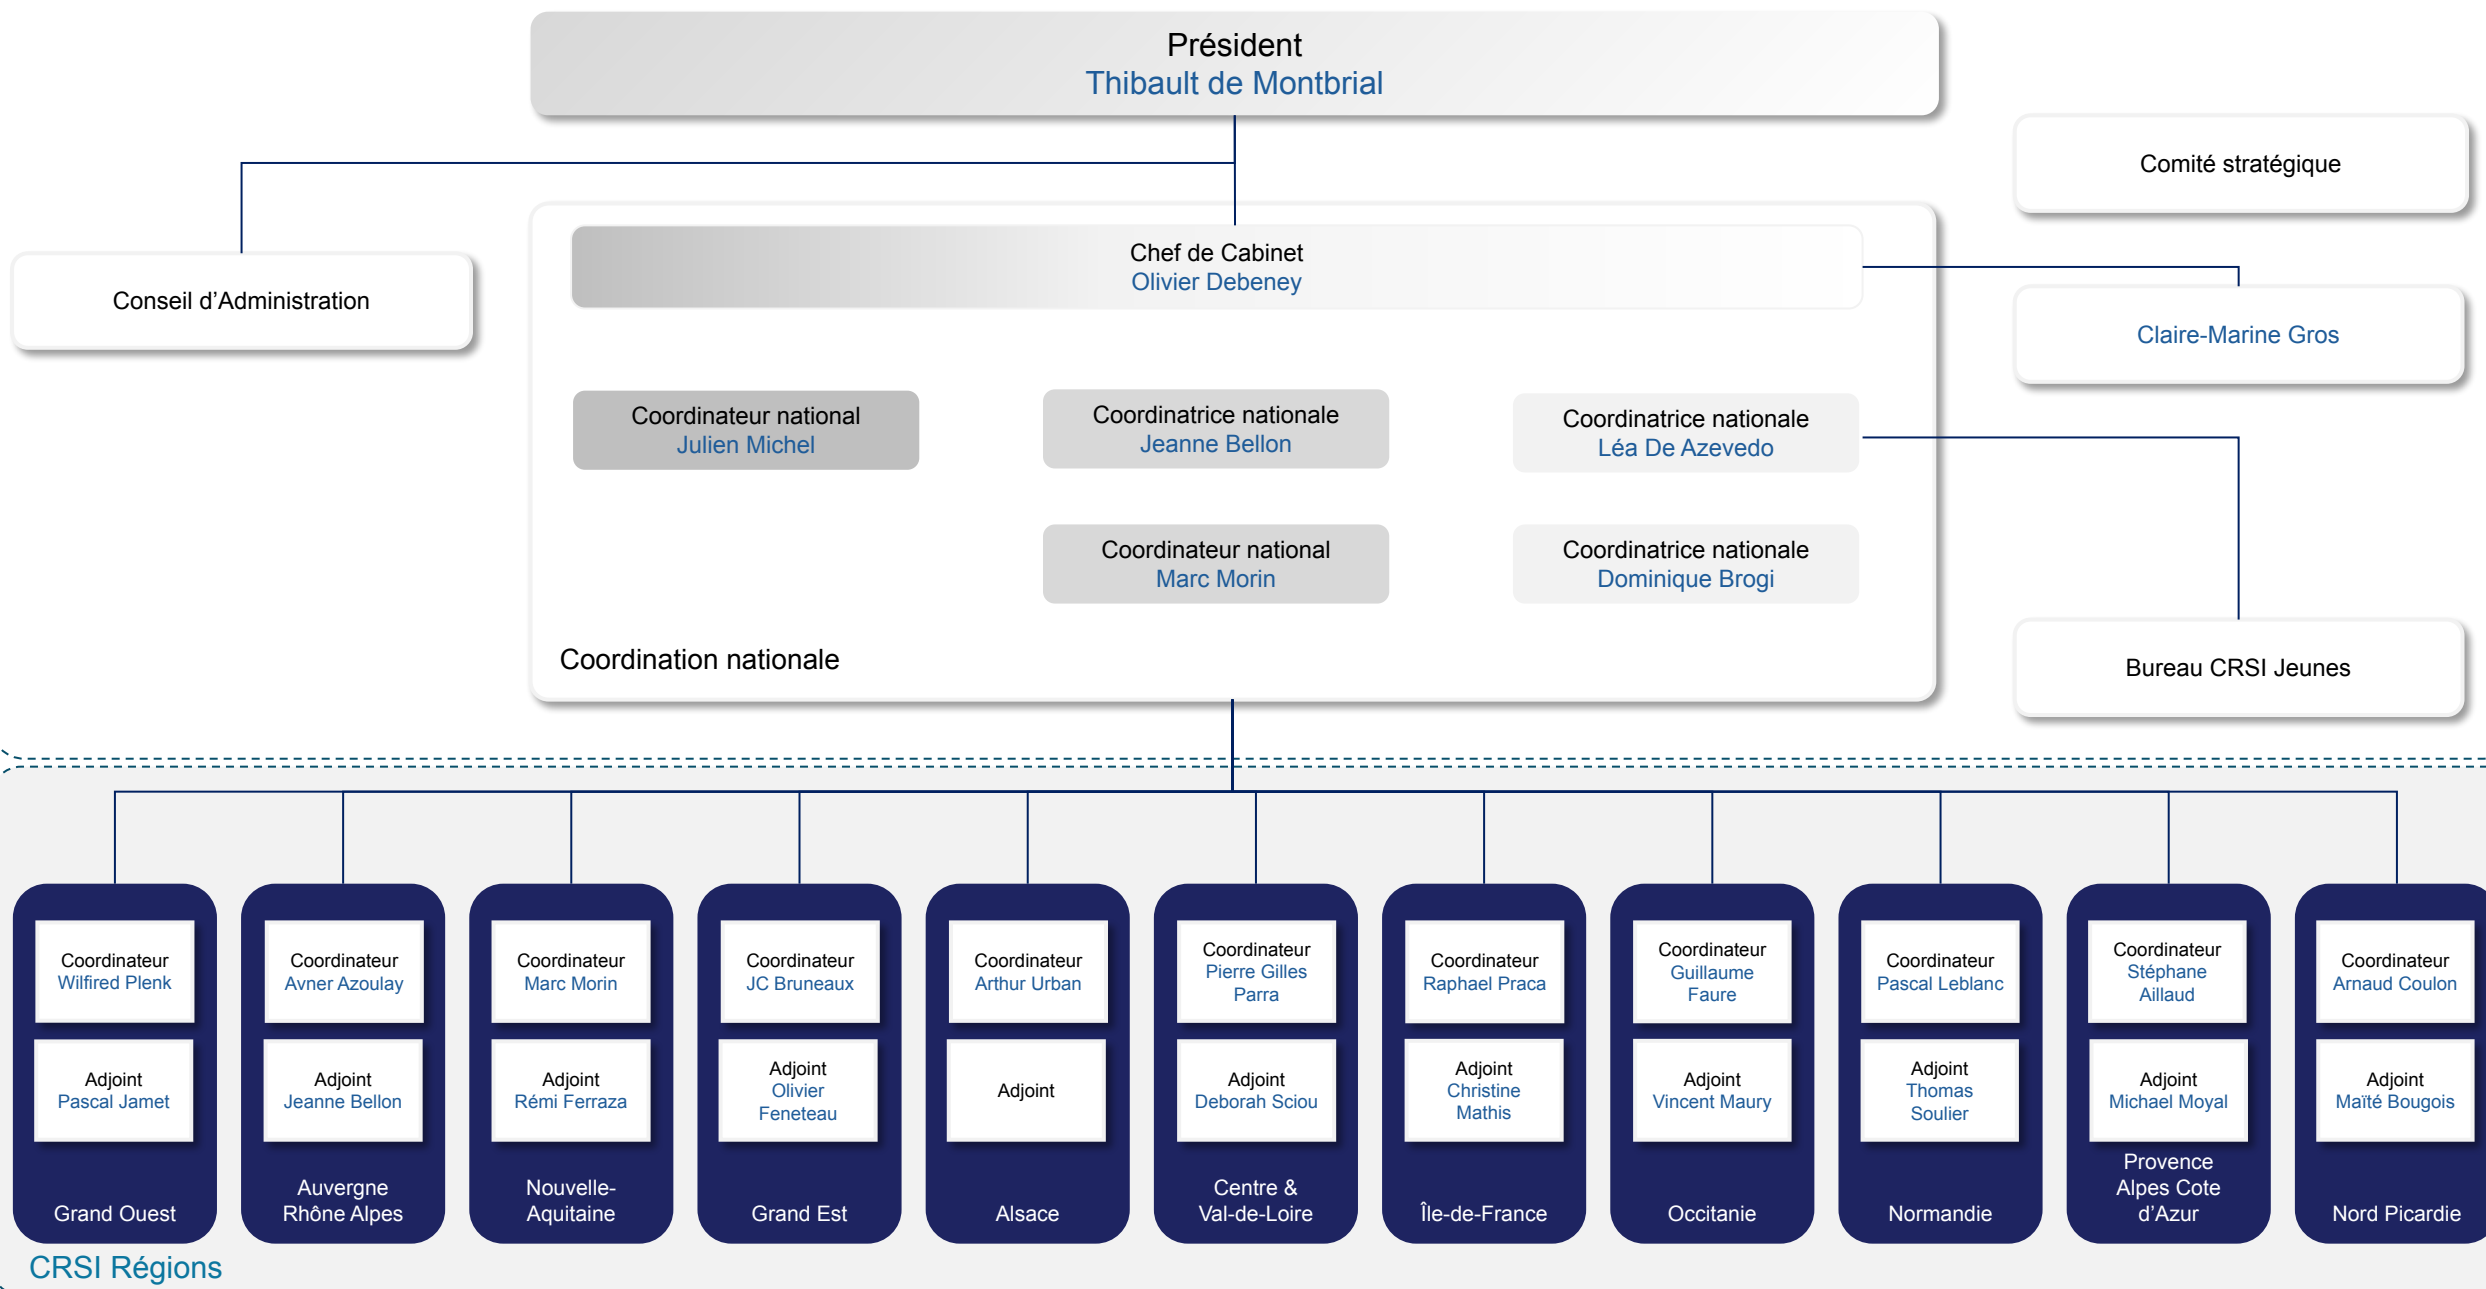 Président
Thibault de Montbrial
Comité stratégique
Chef de Cabinet
Olivier Debeney
Conseil d’Administration
Claire-Marine Gros
Coordinateur national
Julien Michel
Coordinatrice nationale
Jeanne Bellon
Coordinatrice nationale
Léa De Azevedo
Coordinateur national
Marc Morin
Coordinatrice nationale
Dominique Brogi
Coordination nationale
Bureau CRSI Jeunes
Coordinateur
Wilfired Plenk
Adjoint
Pascal Jamet
Grand Ouest
Coordinateur
Avner Azoulay
Adjoint
Jeanne Bellon
Auvergne
Rhône Alpes
Coordinateur
Marc Morin
Adjoint
Rémi Ferraza
Nouvelle-
Aquitaine
Coordinateur
JC Bruneaux
Adjoint
Olivier
Feneteau
Grand Est
Coordinateur
Arthur Urban
Adjoint
Alsace
Coordinateur
Pierre Gilles
Parra
Adjoint
Deborah Sciou
Centre &
Val-de-Loire
Coordinateur
Raphael Praca
Adjoint
Christine
Mathis
Île-de-France
Coordinateur
Guillaume
Faure
Adjoint
Vincent Maury
Occitanie
Coordinateur
Pascal Leblanc
Adjoint
Thomas
Soulier
Normandie
Coordinateur
Stéphane
Aillaud
Adjoint
Michael Moyal
Provence
Alpes Cote
d’Azur
Coordinateur
Arnaud Coulon
Adjoint
Maïté Bougois
Nord Picardie
CRSI Régions